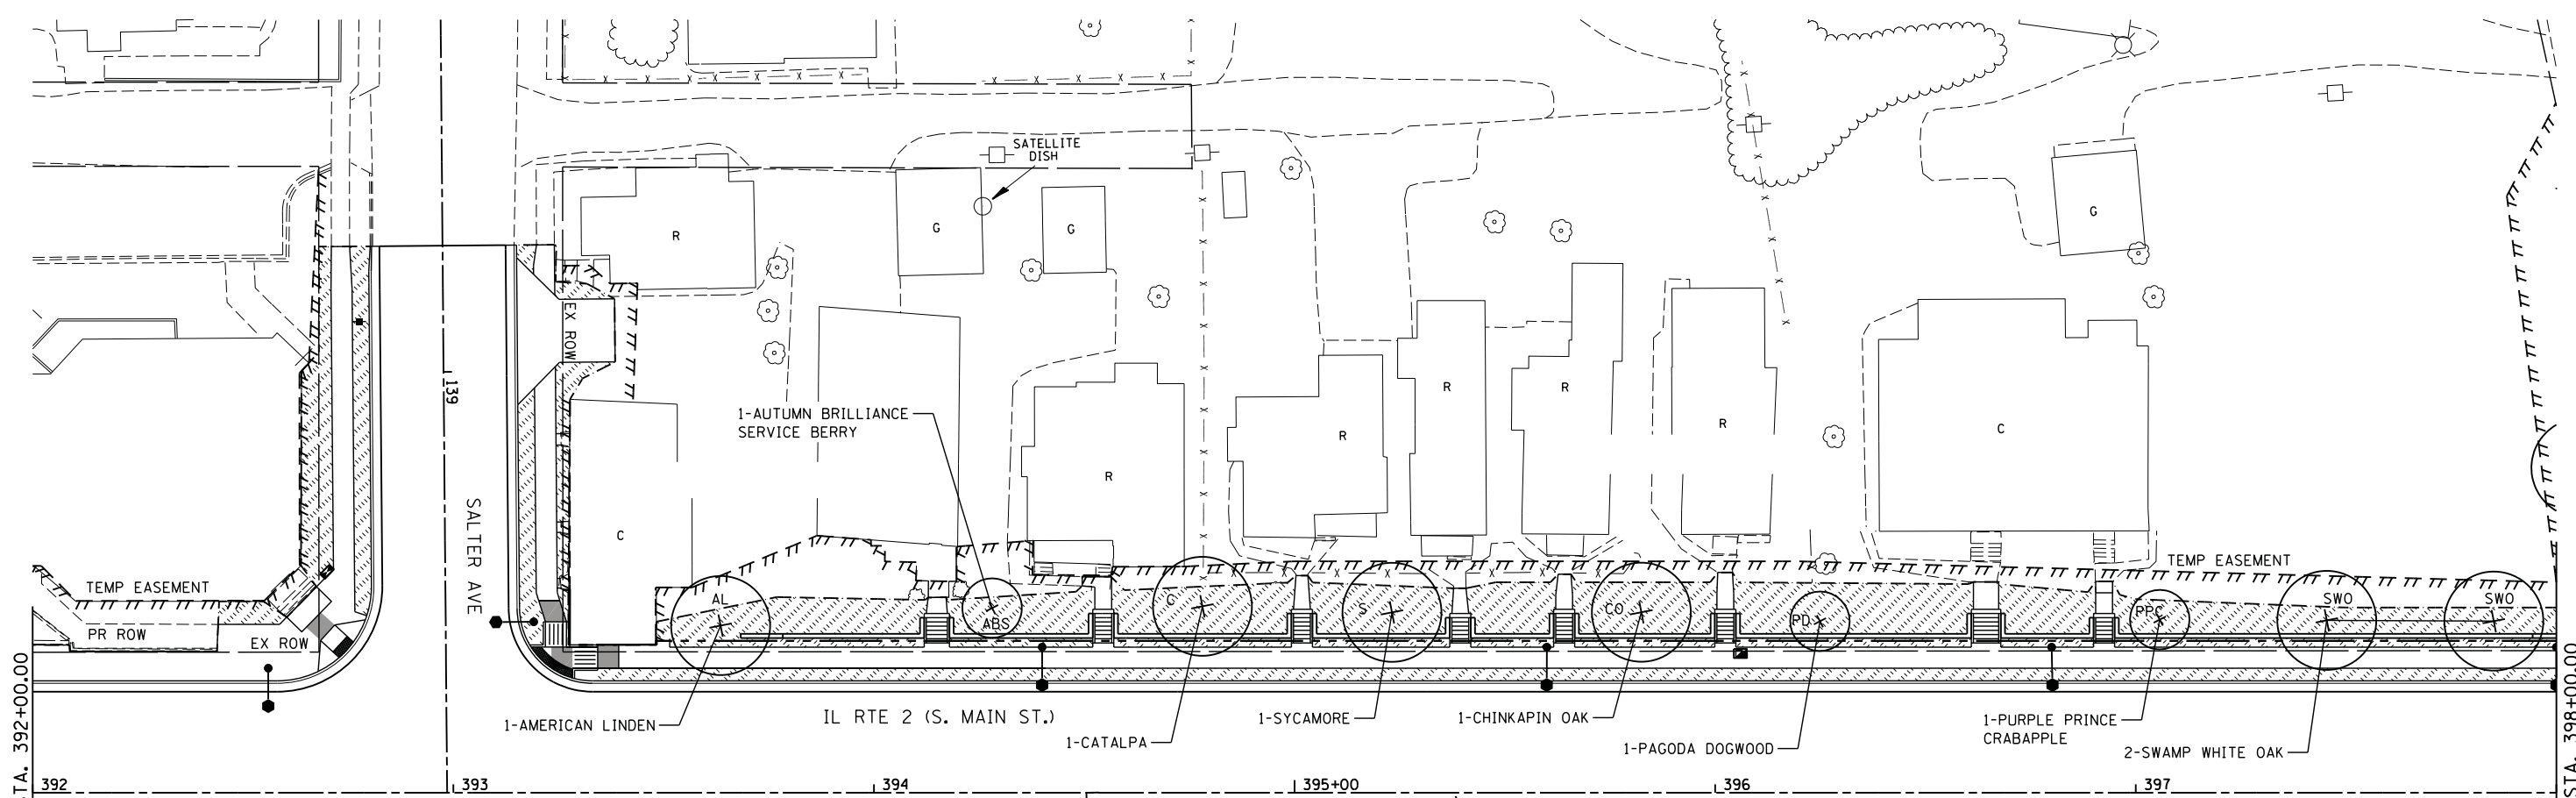 SATELLITE
DISH
R
G
G
G
EX ROW
139
R
R
R
R
C
1-AUTUMN BRILLIANCE
SERVICE BERRY
R
SALTER AVE
C
TEMP EASEMENT
TEMP EASEMENT
PR ROW
EX ROW
AL
ABS
C
S
CO
PD
PPC
SWO
SWO
1-AMERICAN LINDEN
IL RTE 2 (S. MAIN ST.)
1-CATALPA
1-SYCAMORE
1-CHINKAPIN OAK
1-PAGODA DOGWOOD
1-PURPLE PRINCE
CRABAPPLE
2-SWAMP WHITE OAK
STA. 392+00.00
STA. 398+00.00
392
393
394
395+00
396
397